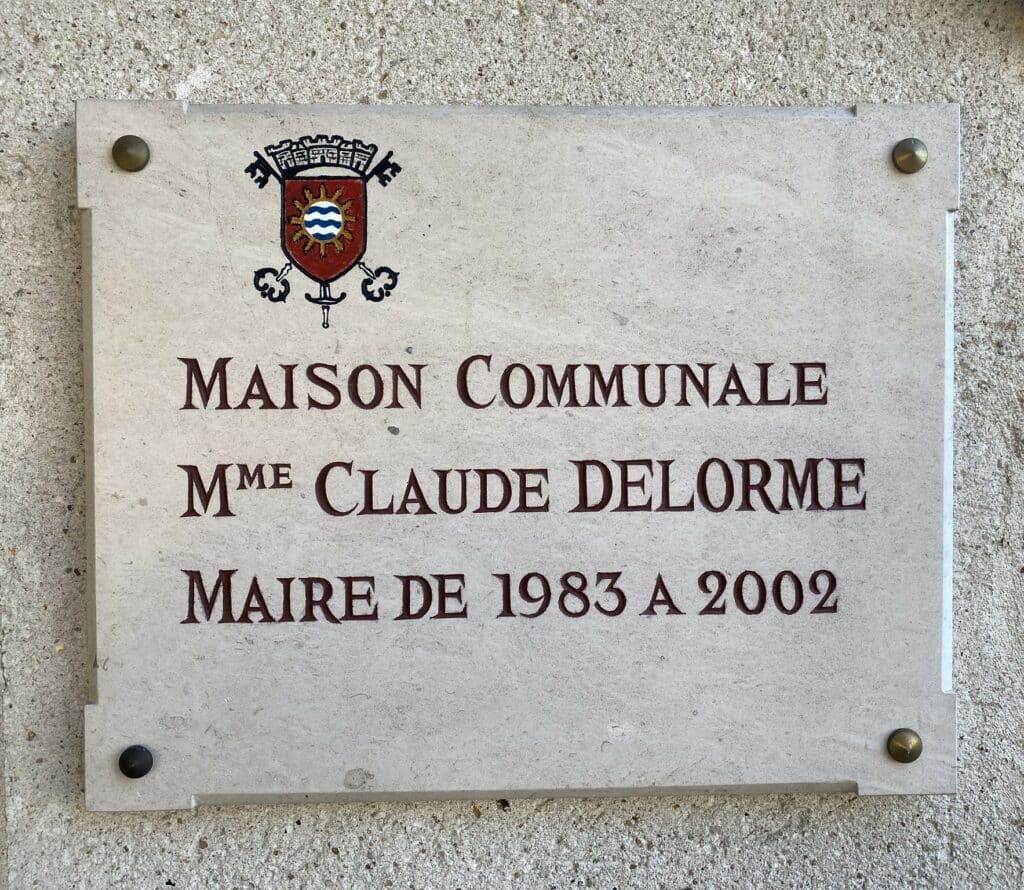 MAISON COMMUNALE
MME CLAUDE DELORME
MAIRE DE 1983 A 2002